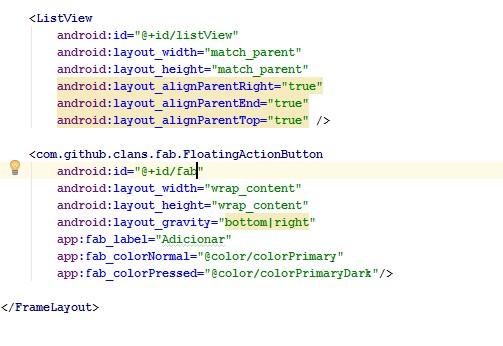 <ListView
android:id="@+id/listView"
android:layout_width="match_parent"
android:layout_height="match_parent"
android:layout_alignParentRight="true"
android:layout_alignParentEnd="true"
android:layout_alignParentTop="true" />
<com.github.clans.fab.FloatingActionButton
android:id="@+id/fab"
android:layout_width="wrap_content"
android:layout_height="wrap_content"
android:layout_gravity="bottom|right"
app:fab_label="Adicionar"
app:fab_colorNormal="@color/colorPrimary"
app:fab_colorPressed="@color/colorPrimaryDark"/>
</FrameLayout>